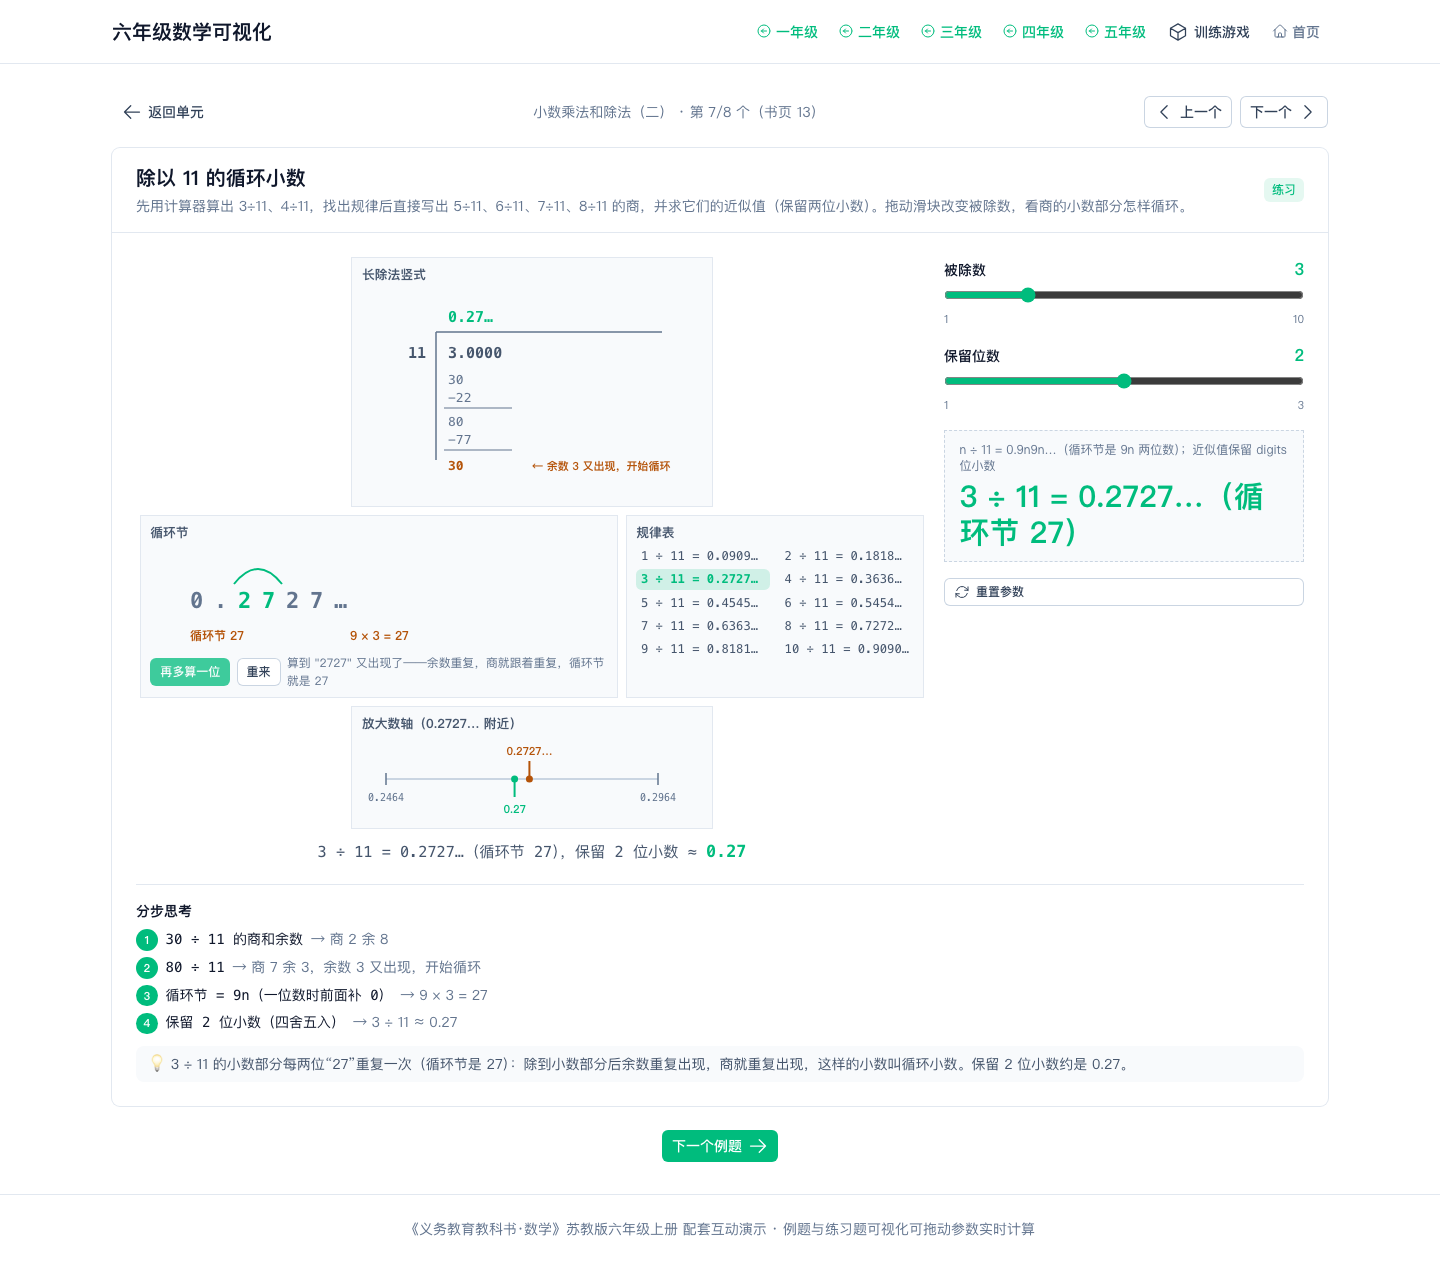 六年级数学可视化
一年级 二年级 三年级 四年级 五年级 训练游戏 首页
返回单元
小数乘法和除法（二） · 第 7/8 个（书页 13）
上一个 下一个
除以 11 的循环小数
先用计算器算出 3÷11、4÷11，找出规律后直接写出 5÷11、6÷11、7÷11、8÷11 的商，并求它们的近似值（保留两位小数）。拖动滑块改变被除数，看商的小数部分怎样循环。
练习
长除法竖式
0.27…
11 3.0000
30
−22
80
−77
30 ← 余数 3 又出现，开始循环
循环节
0 . 2 7 2 7 …
循环节 27 9 × 3 = 27
再多算一位 重来
算到 "2727" 又出现了——余数重复，商就跟着重复，循环节
就是 27
规律表
1 ÷ 11 = 0.0909… 2 ÷ 11 = 0.1818…
3 ÷ 11 = 0.2727… 4 ÷ 11 = 0.3636…
5 ÷ 11 = 0.4545… 6 ÷ 11 = 0.5454…
7 ÷ 11 = 0.6363… 8 ÷ 11 = 0.7272…
9 ÷ 11 = 0.8181… 10 ÷ 11 = 0.9090…
放大数轴（0.2727… 附近）
0.2727…
0.2464 0.2964
0.27
3 ÷ 11 = 0.2727…（循环节 27），保留 2 位小数 ≈ 0.27
被除数 3
1 10
保留位数 2
1 3
n ÷ 11 = 0.9n9n…（循环节是 9n 两位数）；近似值保留 digits
位小数
3 ÷ 11 = 0.2727…（循
环节 27）
重置参数
分步思考
1 30 ÷ 11 的商和余数 → 商 2 余 8
2 80 ÷ 11 → 商 7 余 3，余数 3 又出现，开始循环
3 循环节 = 9n（一位数时前面补 0） → 9 × 3 = 27
4 保留 2 位小数（四舍五入） → 3 ÷ 11 ≈ 0.27
💡 3 ÷ 11 的小数部分每两位“27”重复一次（循环节是 27）：除到小数部分后余数重复出现，商就重复出现，这样的小数叫循环小数。保留 2 位小数约是 0.27。
下一个例题
《义务教育教科书·数学》苏教版六年级上册 配套互动演示 · 例题与练习题可视化可拖动参数实时计算